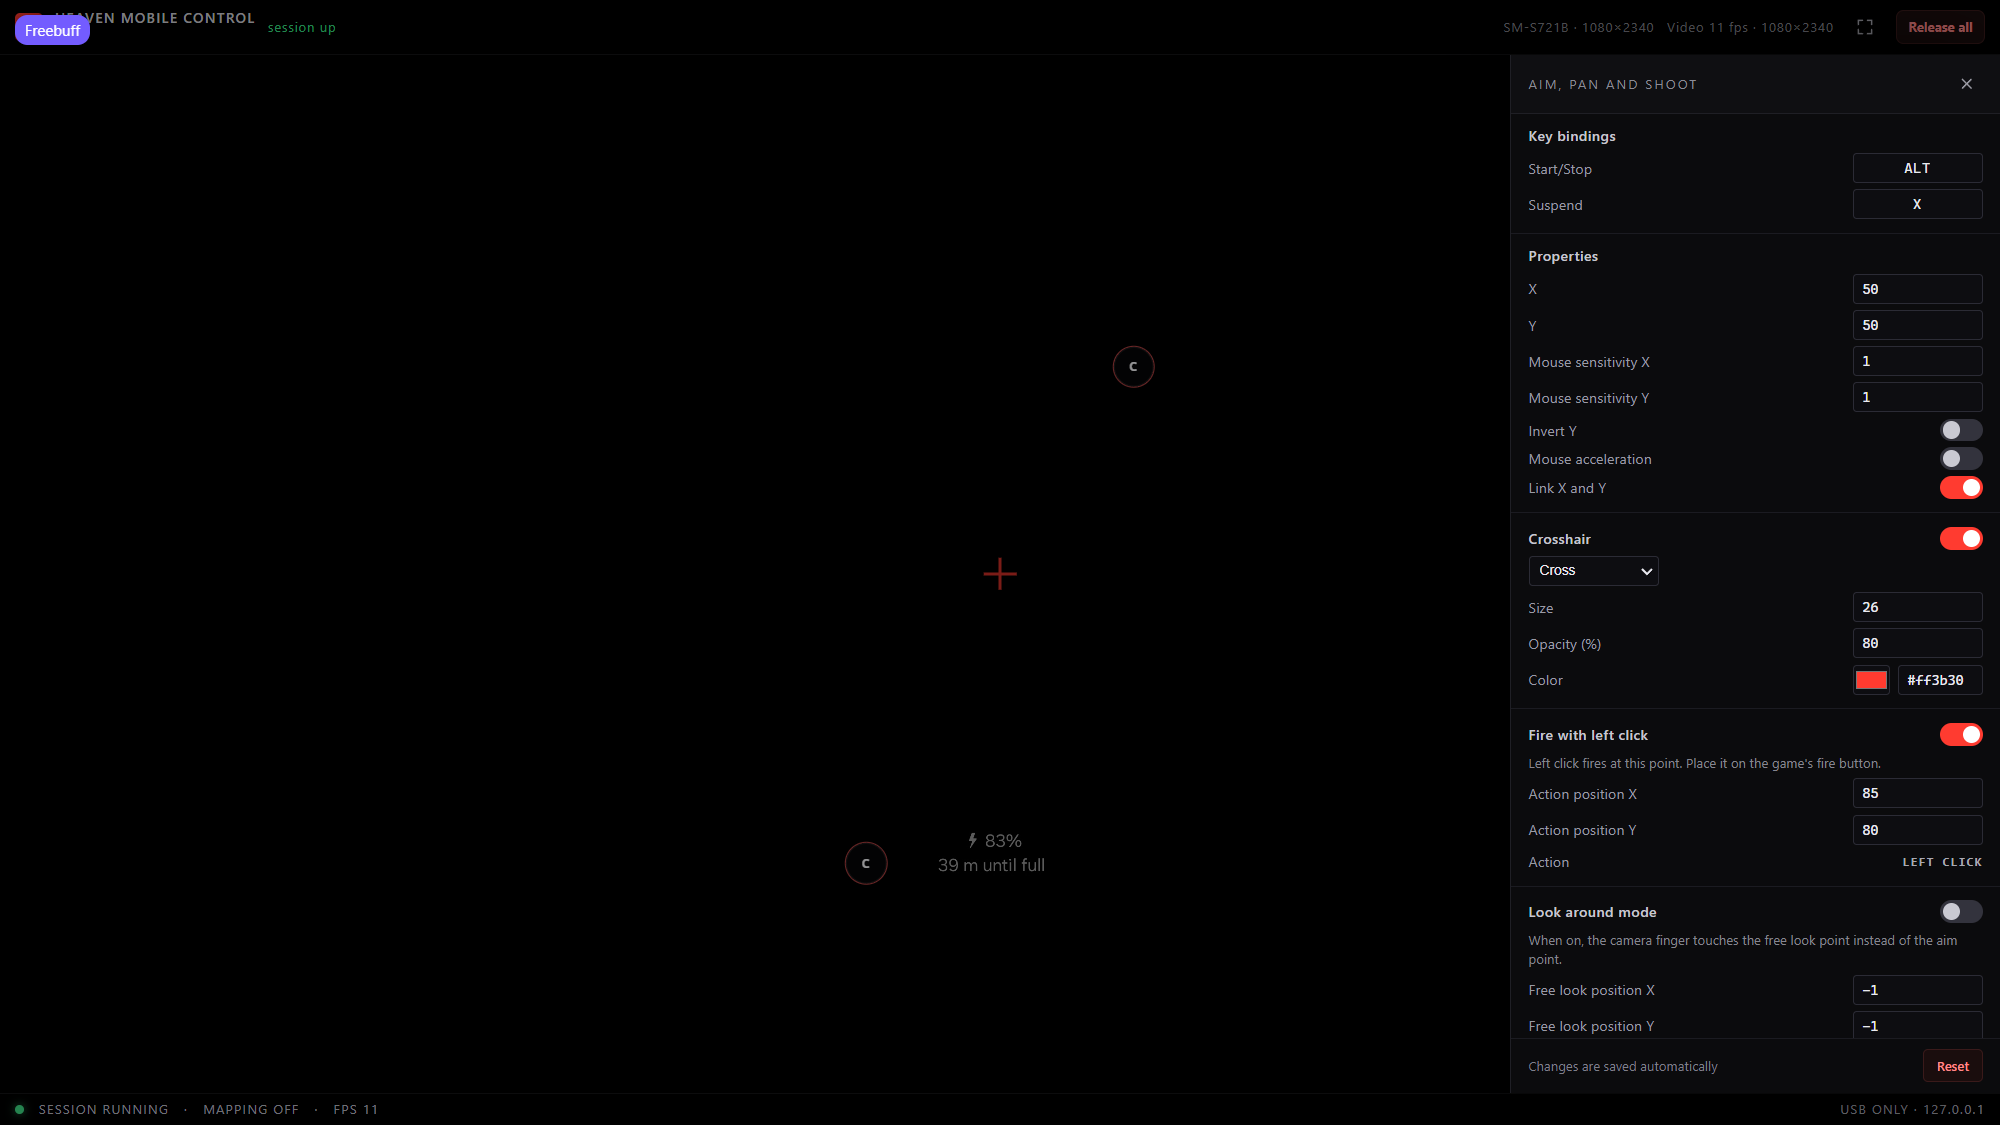 HEAVEN MOBILE CONTROL
Freebuff
session up
SM-S721B · 1080×2340 Video 11 fps · 1080×2340
Release all
AIM, PAN AND SHOOT
Key bindings
Start/Stop ALT
Suspend X
Properties
X 50
Y 50
Mouse sensitivity X 1
Mouse sensitivity Y 1
Invert Y
Mouse acceleration
Link X and Y
Crosshair
Cross
Size 26
Opacity (%) 80
Color #ff3b30
Fire with left click
Left click fires at this point. Place it on the game's fire button.
Action position X 85
Action position Y 80
Action LEFT CLICK
Look around mode
When on, the camera finger touches the free look point instead of the aim
point.
Free look position X -1
Free look position Y -1
Changes are saved automatically Reset
C
C
83%
39 m until full
SESSION RUNNING · MAPPING OFF · FPS 11
USB ONLY · 127.0.0.1